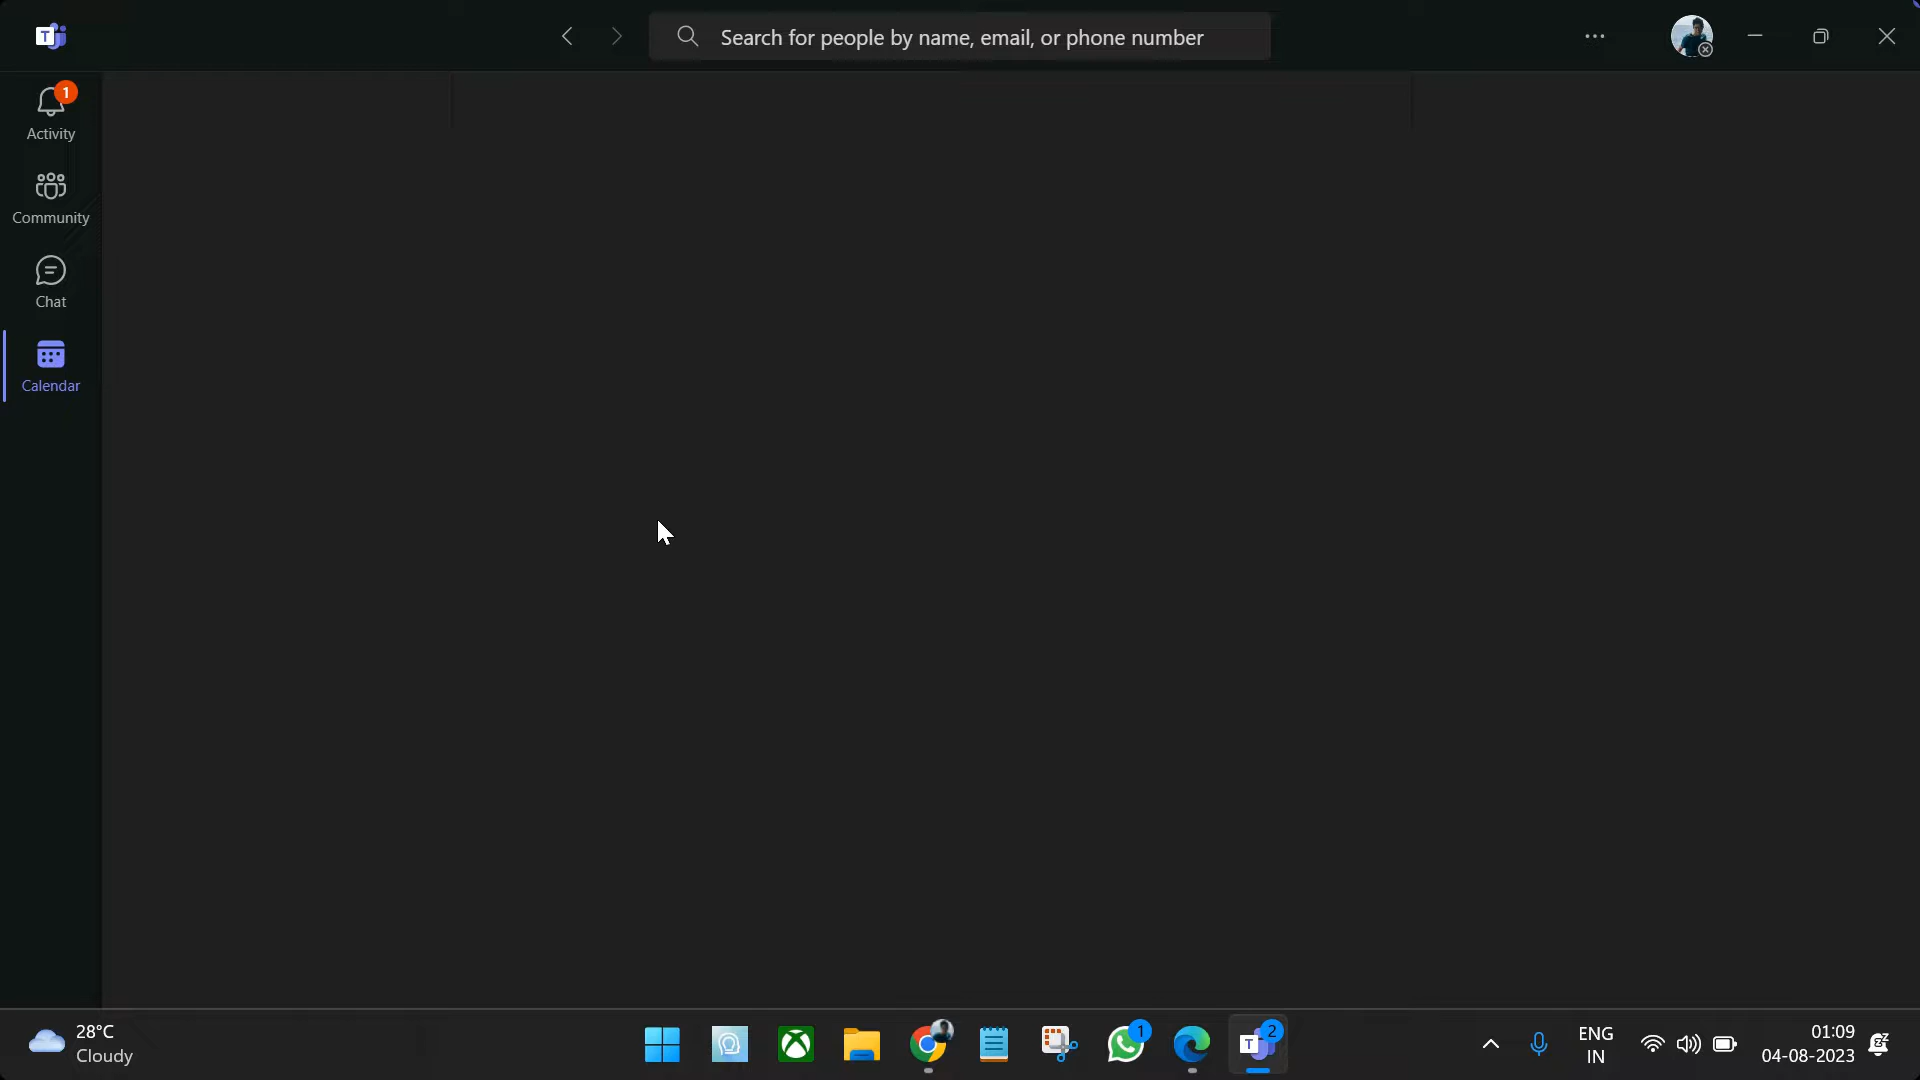 T
Search for people by name, email, or phone number
1
Activity
Community
Chat
Calendar
28°C
Cloudy
1
T
2
ENG
IN
01:09
04-08-2023